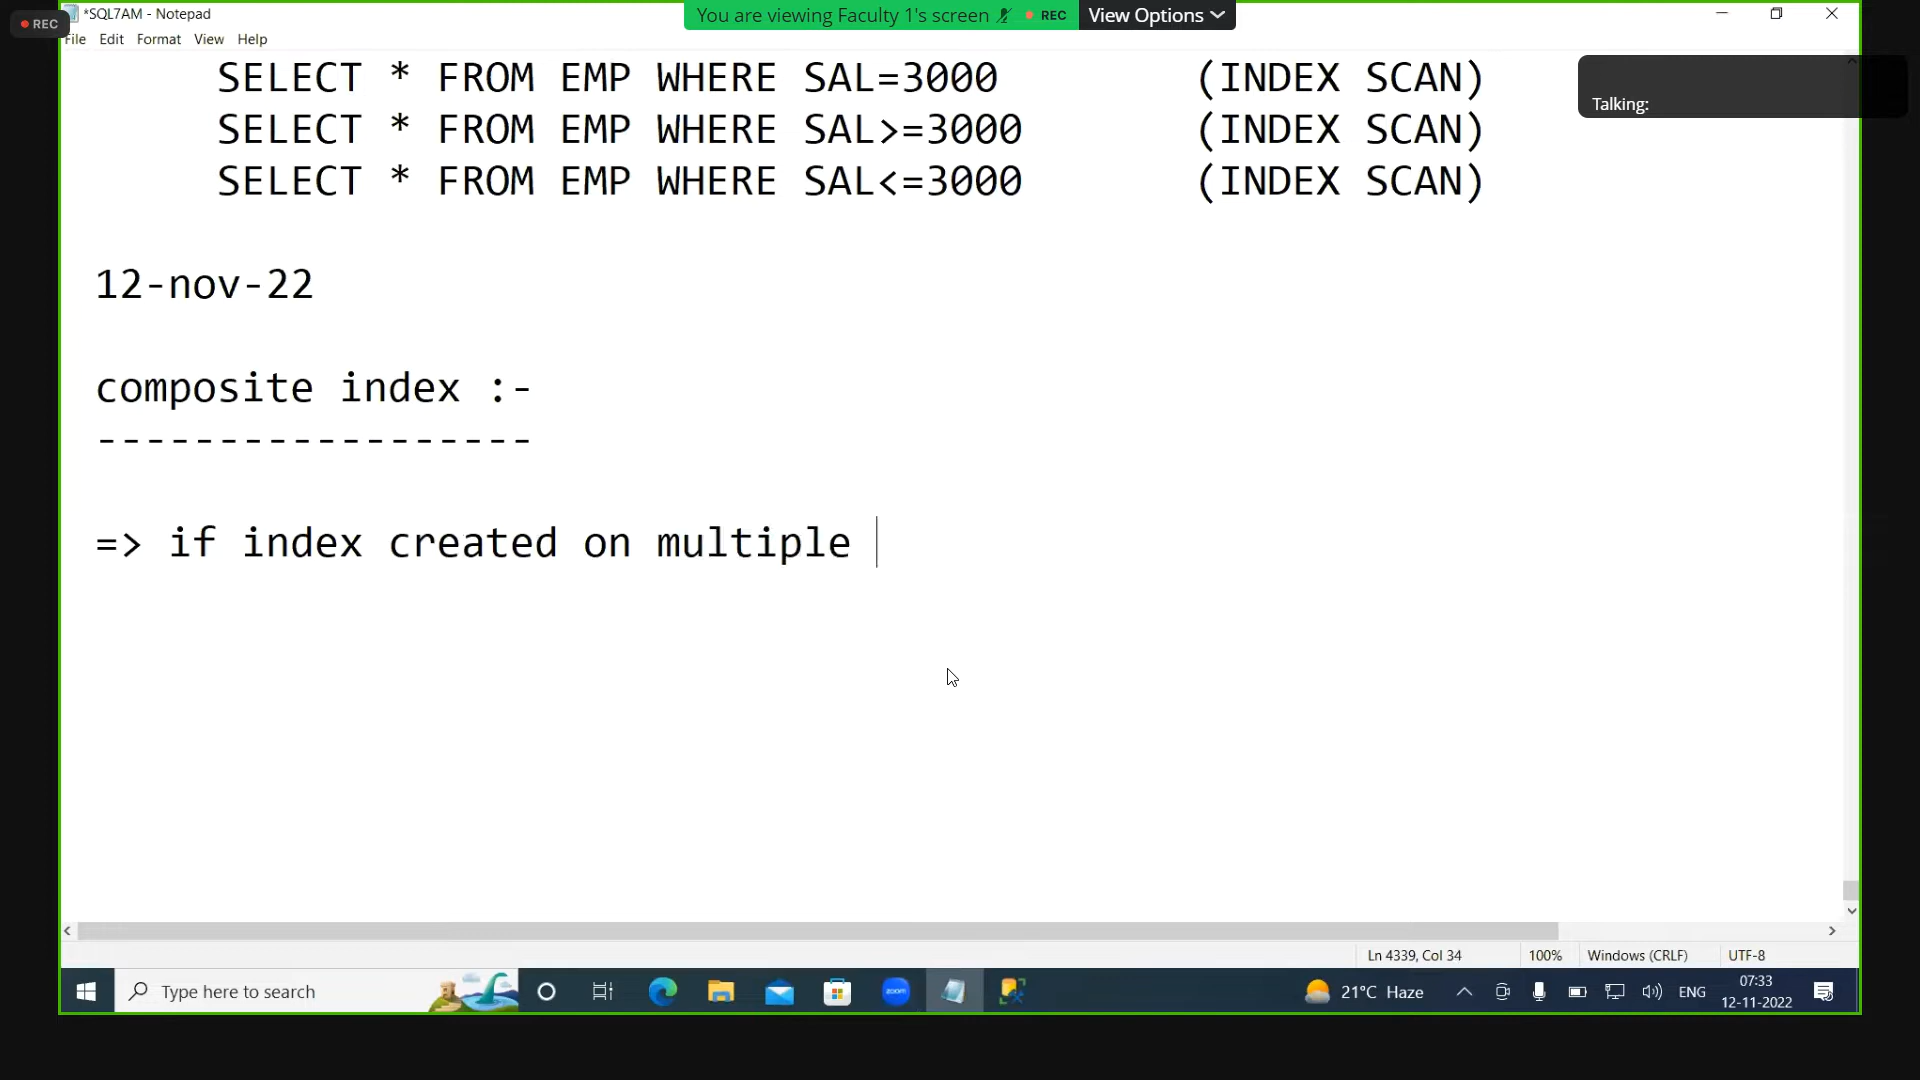 REC
*SQL7AM - Notepad
You are viewing Faculty 1's screen REC View Options
File Edit Format View Help
Talking:
SELECT * FROM EMP WHERE SAL=3000 (INDEX SCAN)
SELECT * FROM EMP WHERE SAL>=3000 (INDEX SCAN)
SELECT * FROM EMP WHERE SAL<=3000 (INDEX SCAN)
12-nov-22
composite index :-
------------------
=> if index created on multiple
Ln 4339, Col 34 100% Windows (CRLF) UTF-8
Type here to search
zoom
21°C Haze
ENG
07:33
12-11-2022